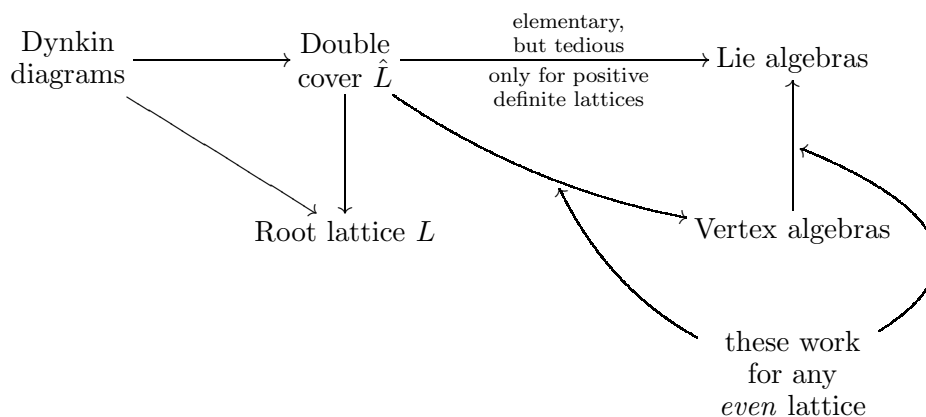 Dynkin
diagrams
Double
cover L̂
elementary,
but tedious
only for positive
definite lattices
Lie algebras
Root lattice L
Vertex algebras
these work
for any
even lattice